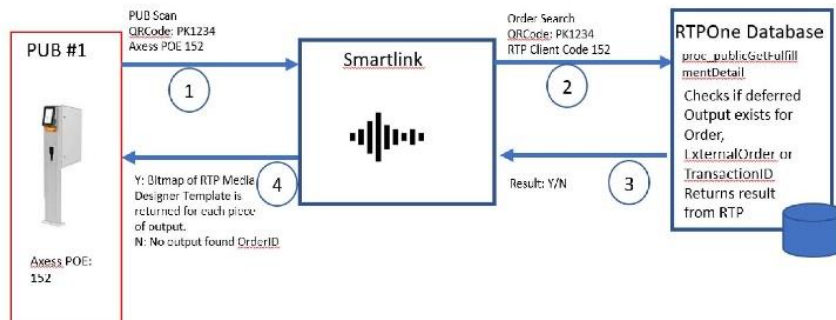 PUB #1
Axess POE:
152
PUB Scan
QRCode: PK1234
Axess POE 152
1
Smartlink
Order Search
QRCode: PK1234
RTP Client Code 152
2
RTPOne Database
proc_publicGetFulfill
mentDetail
Checks if deferred
Output exists for
Order,
ExternalOrder or
TransactionID
Returns result
from RTP
3
Result: Y/N
4
Y: Bitmap of RTP Media
Designer Template is
returned for each piece
of output.
N: No output found OrderID